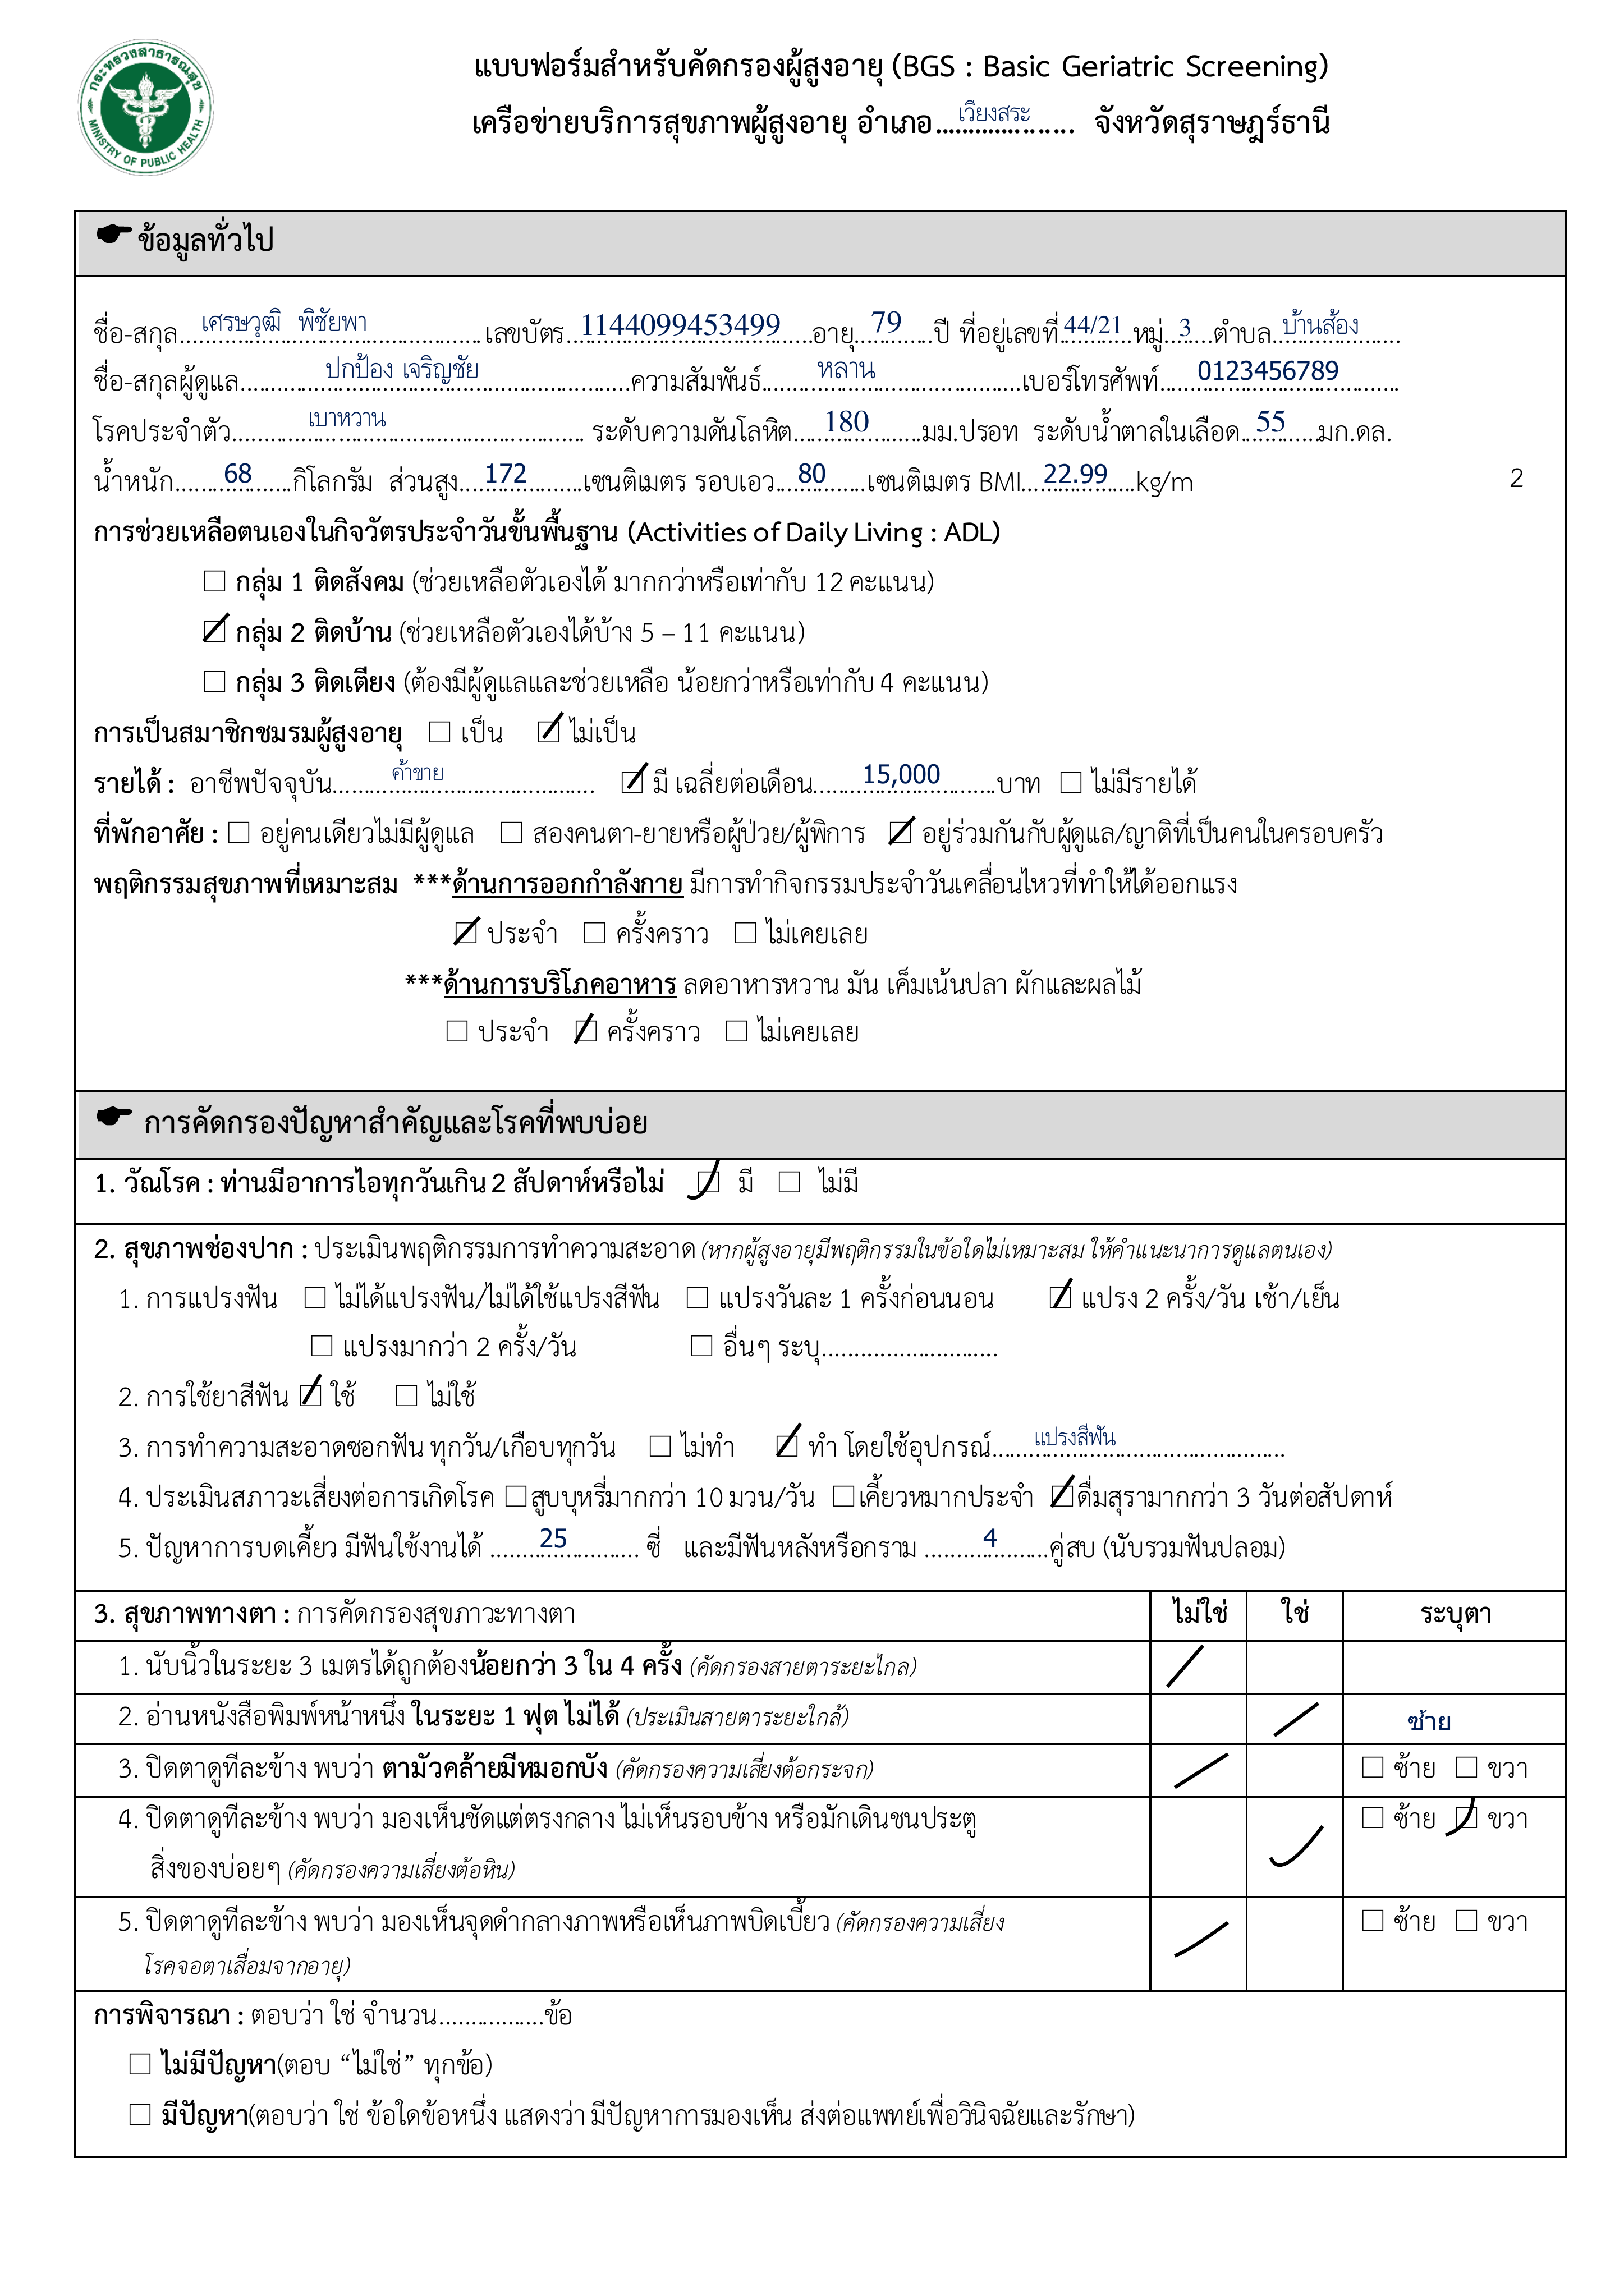 กระทรวงสาธารณสุข
MINISTRY OF PUBLIC HEALTH
แบบฟอร์มสำหรับคัดกรองผู้สูงอายุ (BGS : Basic Geriatric Screening)
เครือข่ายบริการสุขภาพผู้สูงอายุ อำเภอ.....เวียงสระ..... จังหวัดสุราษฎร์ธานี
☛ ข้อมูลทั่วไป
ชื่อ-สกุล.....เศรษวุฒิ พิชัยพา.....เลขบัตร.....1144099453499.....อายุ.....79.....ปี ที่อยู่เลขที่.....44/21.....หมู่.....3.....ตำบล.....บ้านส้อง.....
ชื่อ-สกุลผู้ดูแล.....ปกป้อง เจริญชัย.....ความสัมพันธ์.....หลาน.....เบอร์โทรศัพท์.....0123456789.....
โรคประจำตัว.....เบาหวาน..... ระดับความดันโลหิต.....180.....มม.ปรอท ระดับน้ำตาลในเลือด.....55.....มก.ดล.
น้ำหนัก.....68.....กิโลกรัม ส่วนสูง.....172.....เซนติเมตร รอบเอว.....80.....เซนติเมตร BMI.....22.99.....kg/m 2
การช่วยเหลือตนเองในกิจวัตรประจำวันขั้นพื้นฐาน (Activities of Daily Living : ADL)
☐ กลุ่ม 1 ติดสังคม (ช่วยเหลือตัวเองได้ มากกว่าหรือเท่ากับ 12 คะแนน)
☑ กลุ่ม 2 ติดบ้าน (ช่วยเหลือตัวเองได้บ้าง 5 – 11 คะแนน)
☐ กลุ่ม 3 ติดเตียง (ต้องมีผู้ดูแลและช่วยเหลือ น้อยกว่าหรือเท่ากับ 4 คะแนน)
การเป็นสมาชิกชมรมผู้สูงอายุ ☐ เป็น ☑ ไม่เป็น
รายได้ : อาชีพปัจจุบัน.....ค้าขาย..... ☑ มี เฉลี่ยต่อเดือน.....15,000.....บาท ☐ ไม่มีรายได้
ที่พักอาศัย : ☐ อยู่คนเดียวไม่มีผู้ดูแล ☐ สองคนตา-ยายหรือผู้ป่วย/ผู้พิการ ☑ อยู่ร่วมกันกับผู้ดูแล/ญาติที่เป็นคนในครอบครัว
พฤติกรรมสุขภาพที่เหมาะสม ***ด้านการออกกำลังกาย มีการทำกิจกรรมประจำวันเคลื่อนไหวที่ทำให้ได้ออกแรง
☑ ประจำ ☐ ครั้งคราว ☐ ไม่เคยเลย
***ด้านการบริโภคอาหาร ลดอาหารหวาน มัน เค็มเน้นปลา ผักและผลไม้
☐ ประจำ ☑ ครั้งคราว ☐ ไม่เคยเลย
☛ การคัดกรองปัญหาสำคัญและโรคที่พบบ่อย
1. วัณโรค : ท่านมีอาการไอทุกวันเกิน 2 สัปดาห์หรือไม่ ☑ มี ☐ ไม่มี
2. สุขภาพช่องปาก : ประเมินพฤติกรรมการทำความสะอาด (หากผู้สูงอายุมีพฤติกรรมในข้อใดไม่เหมาะสม ให้คำแนะนาการดูแลตนเอง)
1. การแปรงฟัน ☐ ไม่ได้แปรงฟัน/ไม่ได้ใช้แปรงสีฟัน ☐ แปรงวันละ 1 ครั้งก่อนนอน ☑ แปรง 2 ครั้ง/วัน เช้า/เย็น
☐ แปรงมากว่า 2 ครั้ง/วัน ☐ อื่นๆ ระบุ...........................
2. การใช้ยาสีฟัน ☑ ใช้ ☐ ไม่ใช้
3. การทำความสะอาดซอกฟัน ทุกวัน/เกือบทุกวัน ☐ ไม่ทำ ☑ ทำ โดยใช้อุปกรณ์.....แปรงสีฟัน.....
4. ประเมินสภาวะเสี่ยงต่อการเกิดโรค ☐สูบบุหรี่มากกว่า 10 มวน/วัน ☐เคี้ยวหมากประจำ ☑ดื่มสุรามากกว่า 3 วันต่อสัปดาห์
5. ปัญหาการบดเคี้ยว มีฟันใช้งานได้ .....25..... ซี่ และมีฟันหลังหรือกราม .....4.....คู่สบ (นับรวมฟันปลอม)
3. สุขภาพทางตา : การคัดกรองสุขภาวะทางตา ไม่ใช่ ใช่ ระบุตา
1. นับนิ้วในระยะ 3 เมตรได้ถูกต้องน้อยกว่า 3 ใน 4 ครั้ง (คัดกรองสายตาระยะไกล) /
2. อ่านหนังสือพิมพ์หน้าหนึ่ง ในระยะ 1 ฟุต ไม่ได้ (ประเมินสายตาระยะใกล้) / ซ้าย
3. ปิดตาดูทีละข้าง พบว่า ตามัวคล้ายมีหมอกบัง (คัดกรองความเสี่ยงต้อกระจก) / ☐ ซ้าย ☐ ขวา
4. ปิดตาดูทีละข้าง พบว่า มองเห็นชัดแต่ตรงกลาง ไม่เห็นรอบข้าง หรือมักเดินชนประตู ✓ ☐ ซ้าย ☑ ขวา
สิ่งของบ่อยๆ (คัดกรองความเสี่ยงต้อหิน)
5. ปิดตาดูทีละข้าง พบว่า มองเห็นจุดดำกลางภาพหรือเห็นภาพบิดเบี้ยว (คัดกรองความเสี่ยง / ☐ ซ้าย ☐ ขวา
โรคจอตาเสื่อมจากอายุ)
การพิจารณา : ตอบว่า ใช่ จำนวน................ข้อ
☐ ไม่มีปัญหา(ตอบ “ไม่ใช่” ทุกข้อ)
☐ มีปัญหา(ตอบว่า ใช่ ข้อใดข้อหนึ่ง แสดงว่า มีปัญหาการมองเห็น ส่งต่อแพทย์เพื่อวินิจฉัยและรักษา)